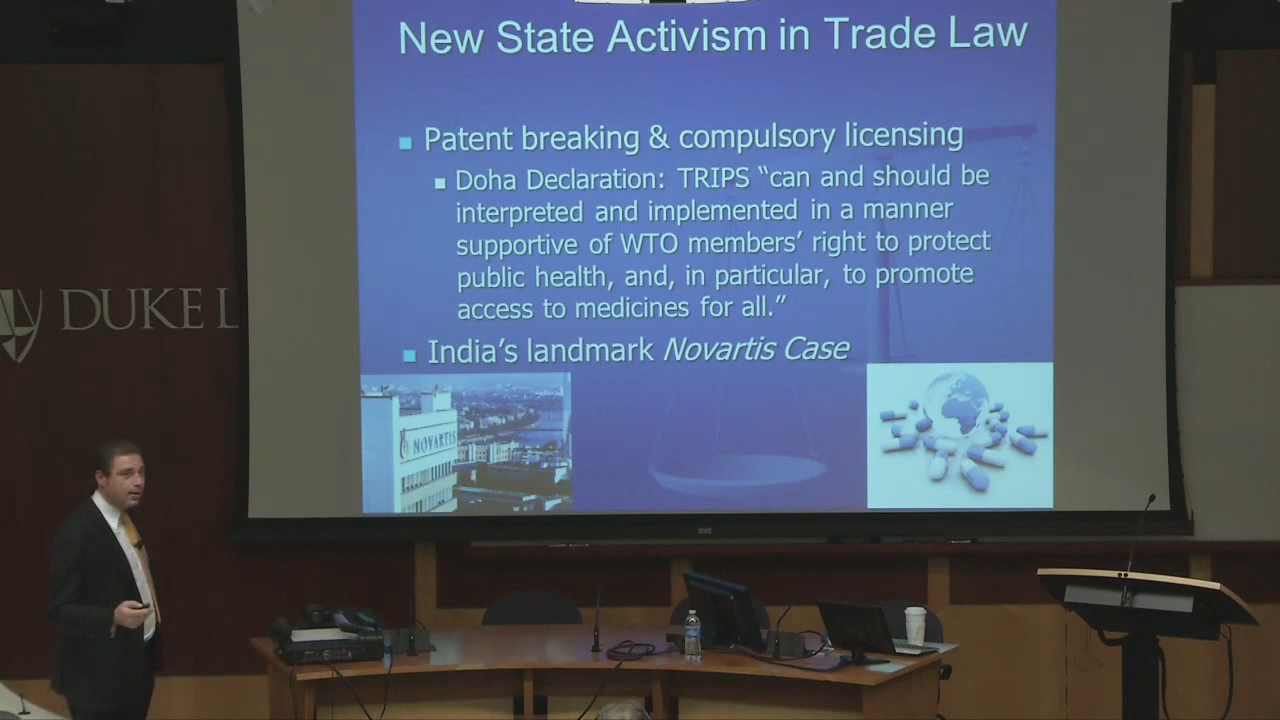 New State Activism in Trade Law
Patent breaking & compulsory licensing
Doha Declaration: TRIPS “can and should be
interpreted and implemented in a manner
supportive of WTO members’ right to protect
public health, and, in particular, to promote
access to medicines for all.”
India’s landmark Novartis Case
NOVARTIS
DUKE L